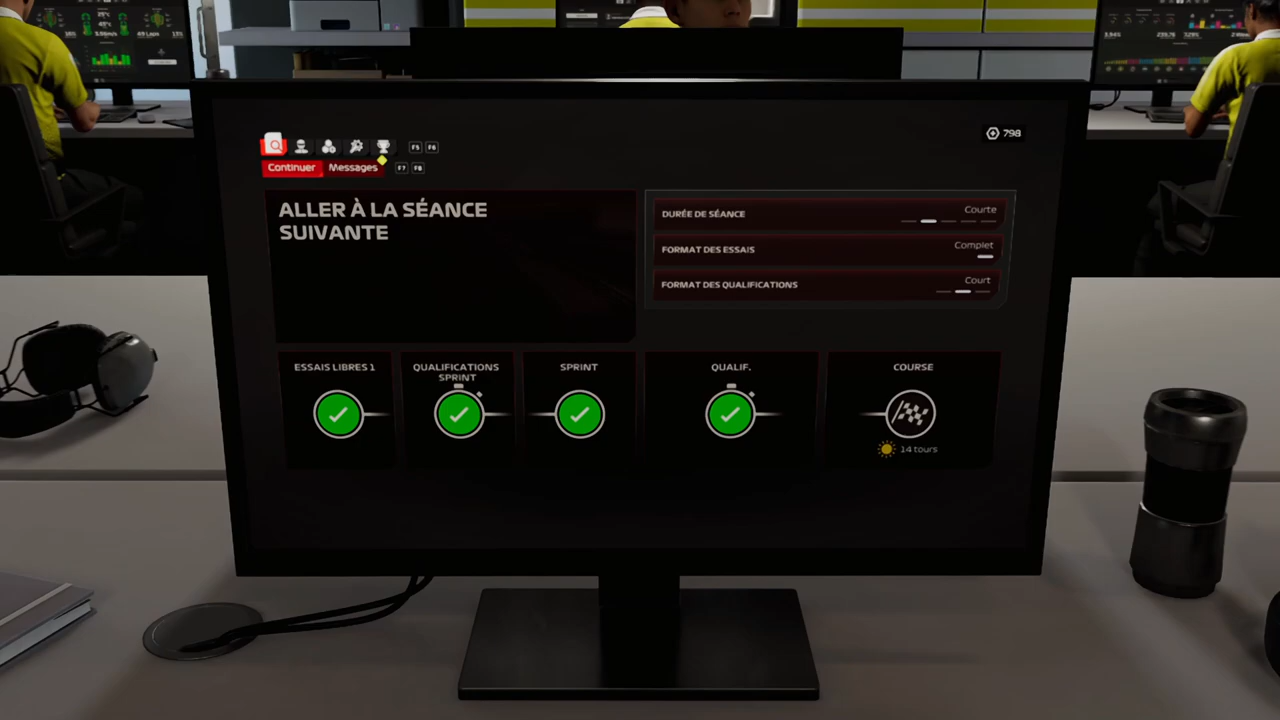 798
F5 F6
Continuer Messages F7 F8
ALLER À LA SÉANCE
SUIVANTE
DURÉE DE SÉANCE Courte
FORMAT DES ESSAIS Complet
FORMAT DES QUALIFICATIONS Court
ESSAIS LIBRES 1
QUALIFICATIONS
SPRINT
SPRINT
QUALIF.
COURSE
14 tours